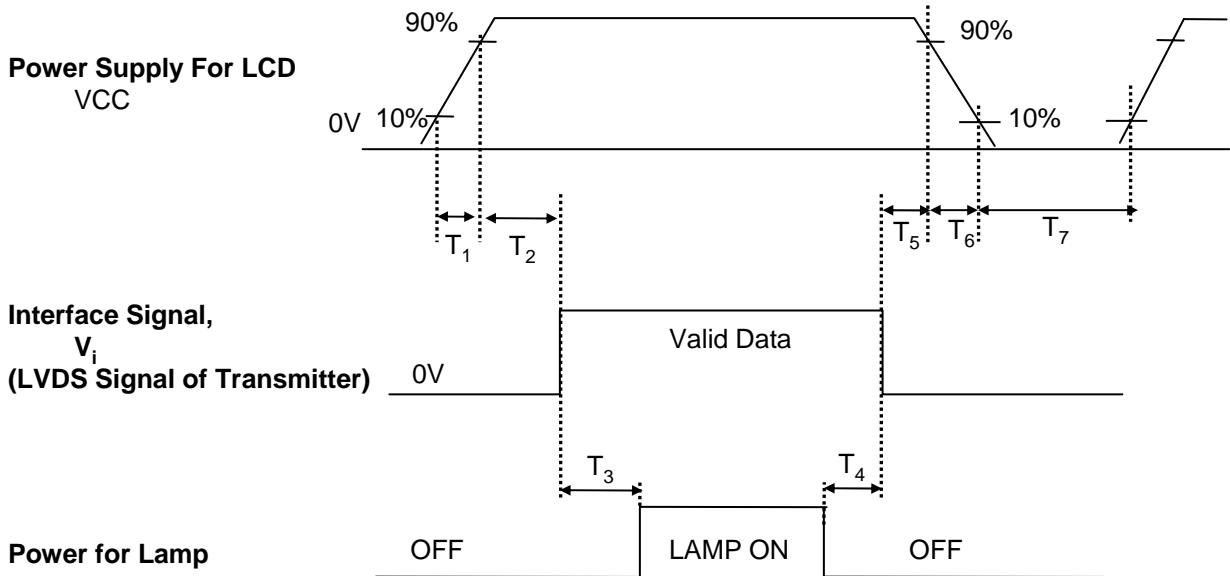 90%
90%
Power Supply For LCD
VCC
0V
10%
10%
T1
T2
T5
T6
T7
Interface Signal,
Vi
(LVDS Signal of Transmitter)
0V
Valid Data
T3
T4
Power for Lamp
OFF
LAMP ON
OFF